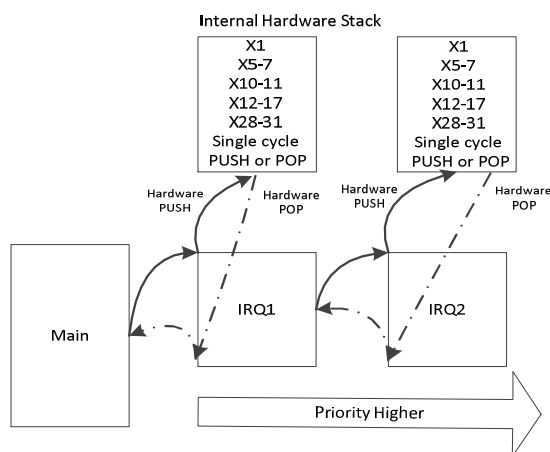 Internal Hardware Stack
X1
X5-7
X10-11
X12-17
X28-31
Single cycle
PUSH or POP
X1
X5-7
X10-11
X12-17
X28-31
Single cycle
PUSH or POP
Hardware
PUSH
Hardware
POP
Hardware
PUSH
Hardware
POP
Main
IRQ1
IRQ2
Priority Higher